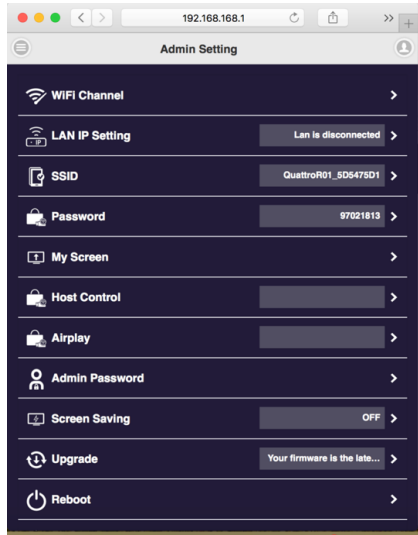 192.168.168.1
Admin Setting
WiFi Channel
LAN IP Setting Lan is disconnected
IP
SSID QuattroR01_5D5475D1
Password 97021813
My Screen
Host Control
Airplay
Admin Password
Screen Saving OFF
Upgrade Your firmware is the late...
Reboot